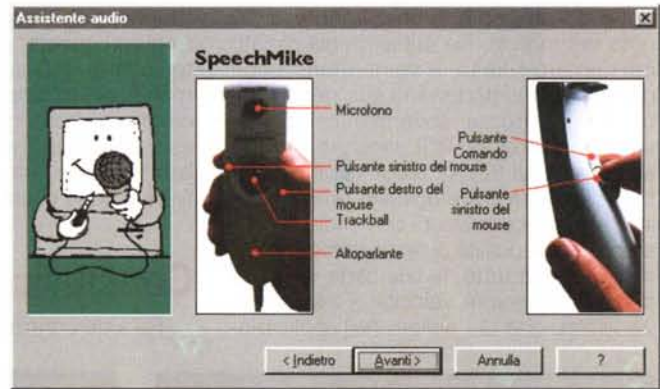 Assistente audio
SpeechMike
Microfono
Pulsante sinistro del mouse
Pulsante destro del
mouse
Trackball
Altoparlante
Pulsante
Comando
Pulsante
sinistro del
mouse
< Indietro
Avanti >
Annulla
?